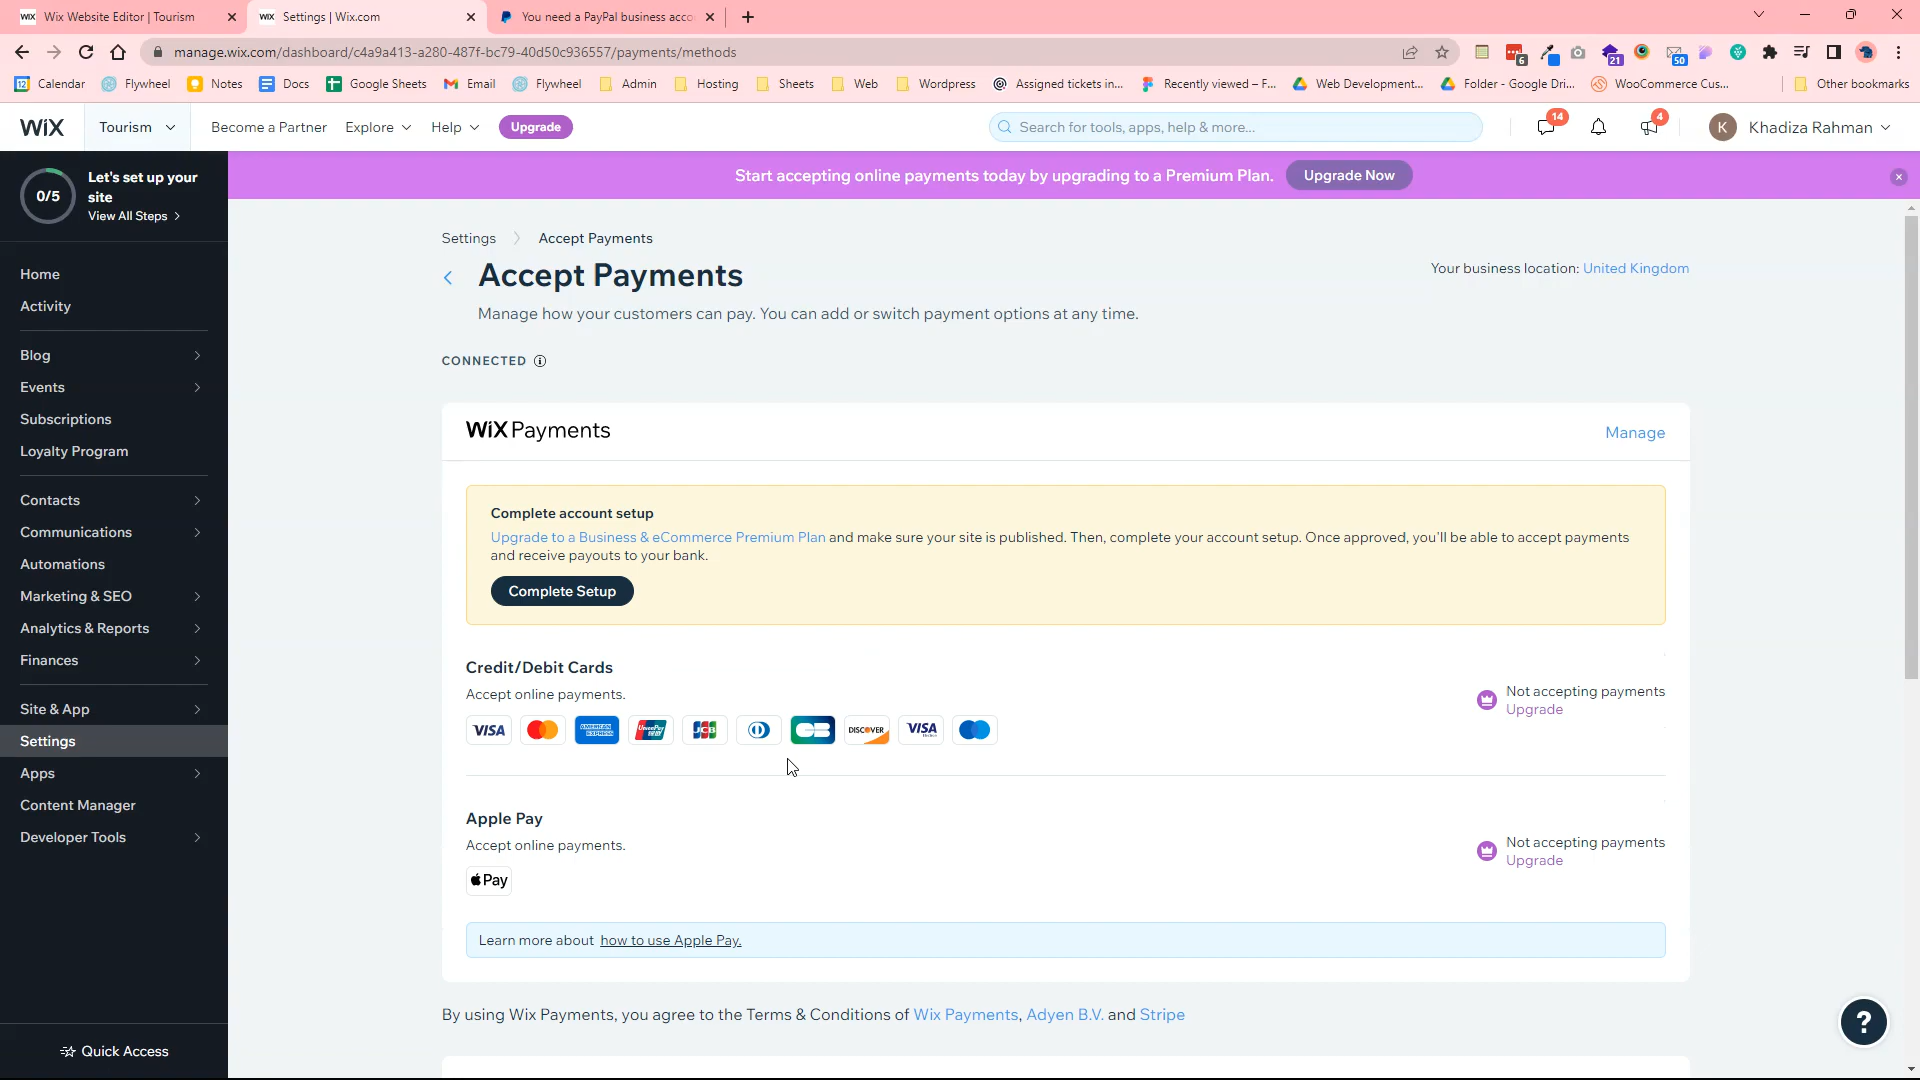 Wix Website Editor | Tourism
Settings | Wix.com
You need a PayPal business acco
manage.wix.com/dashboard/c4a9a413-a280-487f-bc79-40d50c936557/payments/methods
6
21
50
Calendar
Flywheel
Notes
Docs
Google Sheets
Email
Flywheel
Admin
Hosting
Sheets
Web
Wordpress
Assigned tickets in...
Recently viewed – F...
Web Development...
Folder - Google Dri...
WooCommerce Cus...
Other bookmarks
WiX
Tourism
Become a Partner
Explore
Help
Upgrade
Search for tools, apps, help & more...
14
4
K
Khadiza Rahman
0/5
Let's set up your
site
View All Steps
Start accepting online payments today by upgrading to a Premium Plan.
Upgrade Now
Home
Activity
Blog
Events
Subscriptions
Loyalty Program
Contacts
Communications
Automations
Marketing & SEO
Analytics & Reports
Finances
Site & App
Settings
Apps
Content Manager
Developer Tools
Quick Access
Settings
Accept Payments
Accept Payments
Your business location: United Kingdom
Manage how your customers can pay. You can add or switch payment options at any time.
CONNECTED
WiX Payments
Manage
Complete account setup
Upgrade to a Business & eCommerce Premium Plan and make sure your site is published. Then, complete your account setup. Once approved, you'll be able to accept payments
and receive payouts to your bank.
Complete Setup
Credit/Debit Cards
Accept online payments.
Not accepting payments
Upgrade
VISA
AMERICAN EXPRESS
UnionPay
JCB
CB
DISCOVER
VISA
Apple Pay
Accept online payments.
Not accepting payments
Upgrade
Pay
Learn more about how to use Apple Pay.
By using Wix Payments, you agree to the Terms & Conditions of Wix Payments, Adyen B.V. and Stripe
?